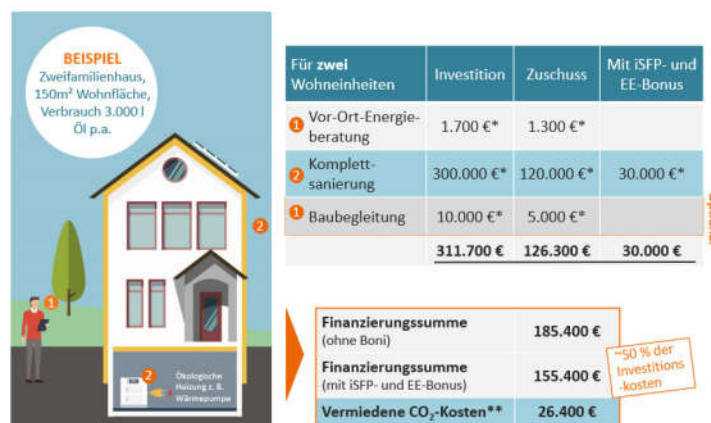 BEISPIEL
Zweifamilienhaus,
150m² Wohnfläche,
Verbrauch 3.000 l
Öl p.a.
2
1
2
Ökologische
Heizung z. B.
Wärmepumpe
Für zwei
Wohneinheiten
Investition
Zuschuss
Mit iSFP- und
EE-Bonus
1 Vor-Ort-Energie-
beratung
1.700 €*
1.300 €*
2 Komplett-
sanierung
300.000 €*
120.000 €*
30.000 €*
1 Baubegleitung
10.000 €*
5.000 €*
311.700 €
126.300 €
30.000 €
Finanzierungssumme
(ohne Boni)
185.400 €
Finanzierungssumme
(mit iSFP- und EE-Bonus)
155.400 €
Vermiedene CO₂-Kosten**
26.400 €
~50 % der
Investitions
-kosten